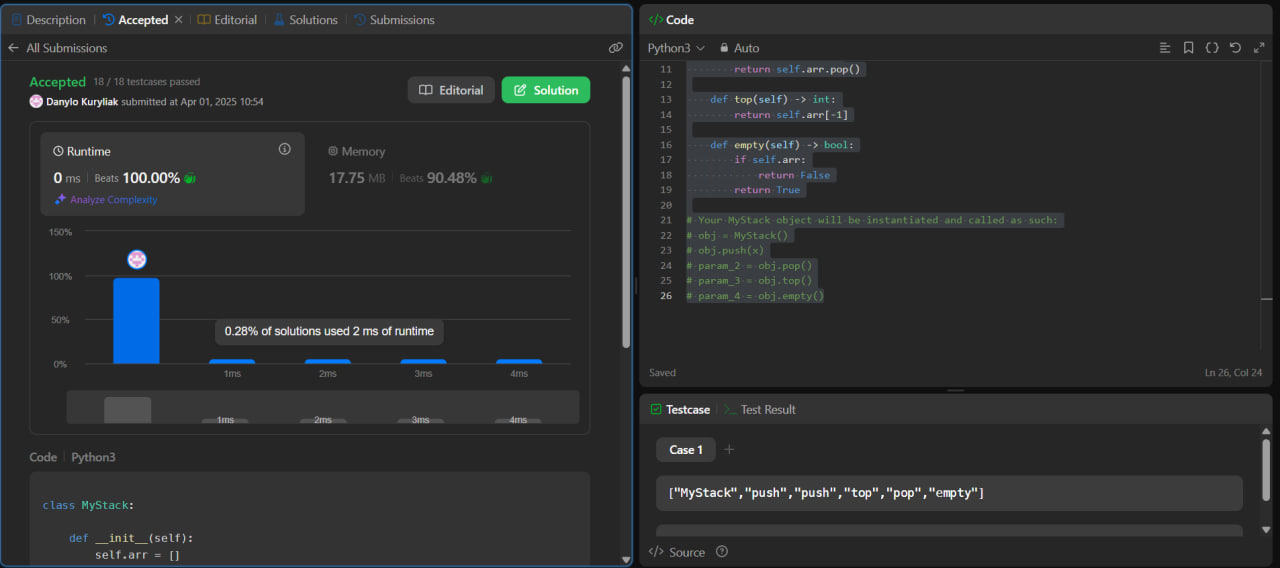 Description Accepted Editorial Solutions Submissions
All Submissions
Accepted 18 / 18 testcases passed
Danylo Kuryliak submitted at Apr 01, 2025 10:54
Editorial
Solution
Runtime
0 ms Beats 100.00%
Analyze Complexity
Memory
17.75 MB Beats 90.48%
150%
100%
50%
0%
0.28% of solutions used 2 ms of runtime
1ms 2ms 3ms 4ms
1ms 2ms 3ms 4ms
Code Python3
class MyStack:
def __init__(self):
self.arr = []
</> Code
Python3 Auto
11 return self.arr.pop()
12
13 def top(self) -> int:
14 return self.arr[-1]
15
16 def empty(self) -> bool:
17 if self.arr:
18 return False
19 return True
20
21 # Your MyStack object will be instantiated and called as such:
22 # obj = MyStack()
23 # obj.push(x)
24 # param_2 = obj.pop()
25 # param_3 = obj.top()
26 # param_4 = obj.empty()
Saved Ln 26, Col 24
Testcase >_ Test Result
Case 1 +
["MyStack","push","push","top","pop","empty"]
</> Source ?